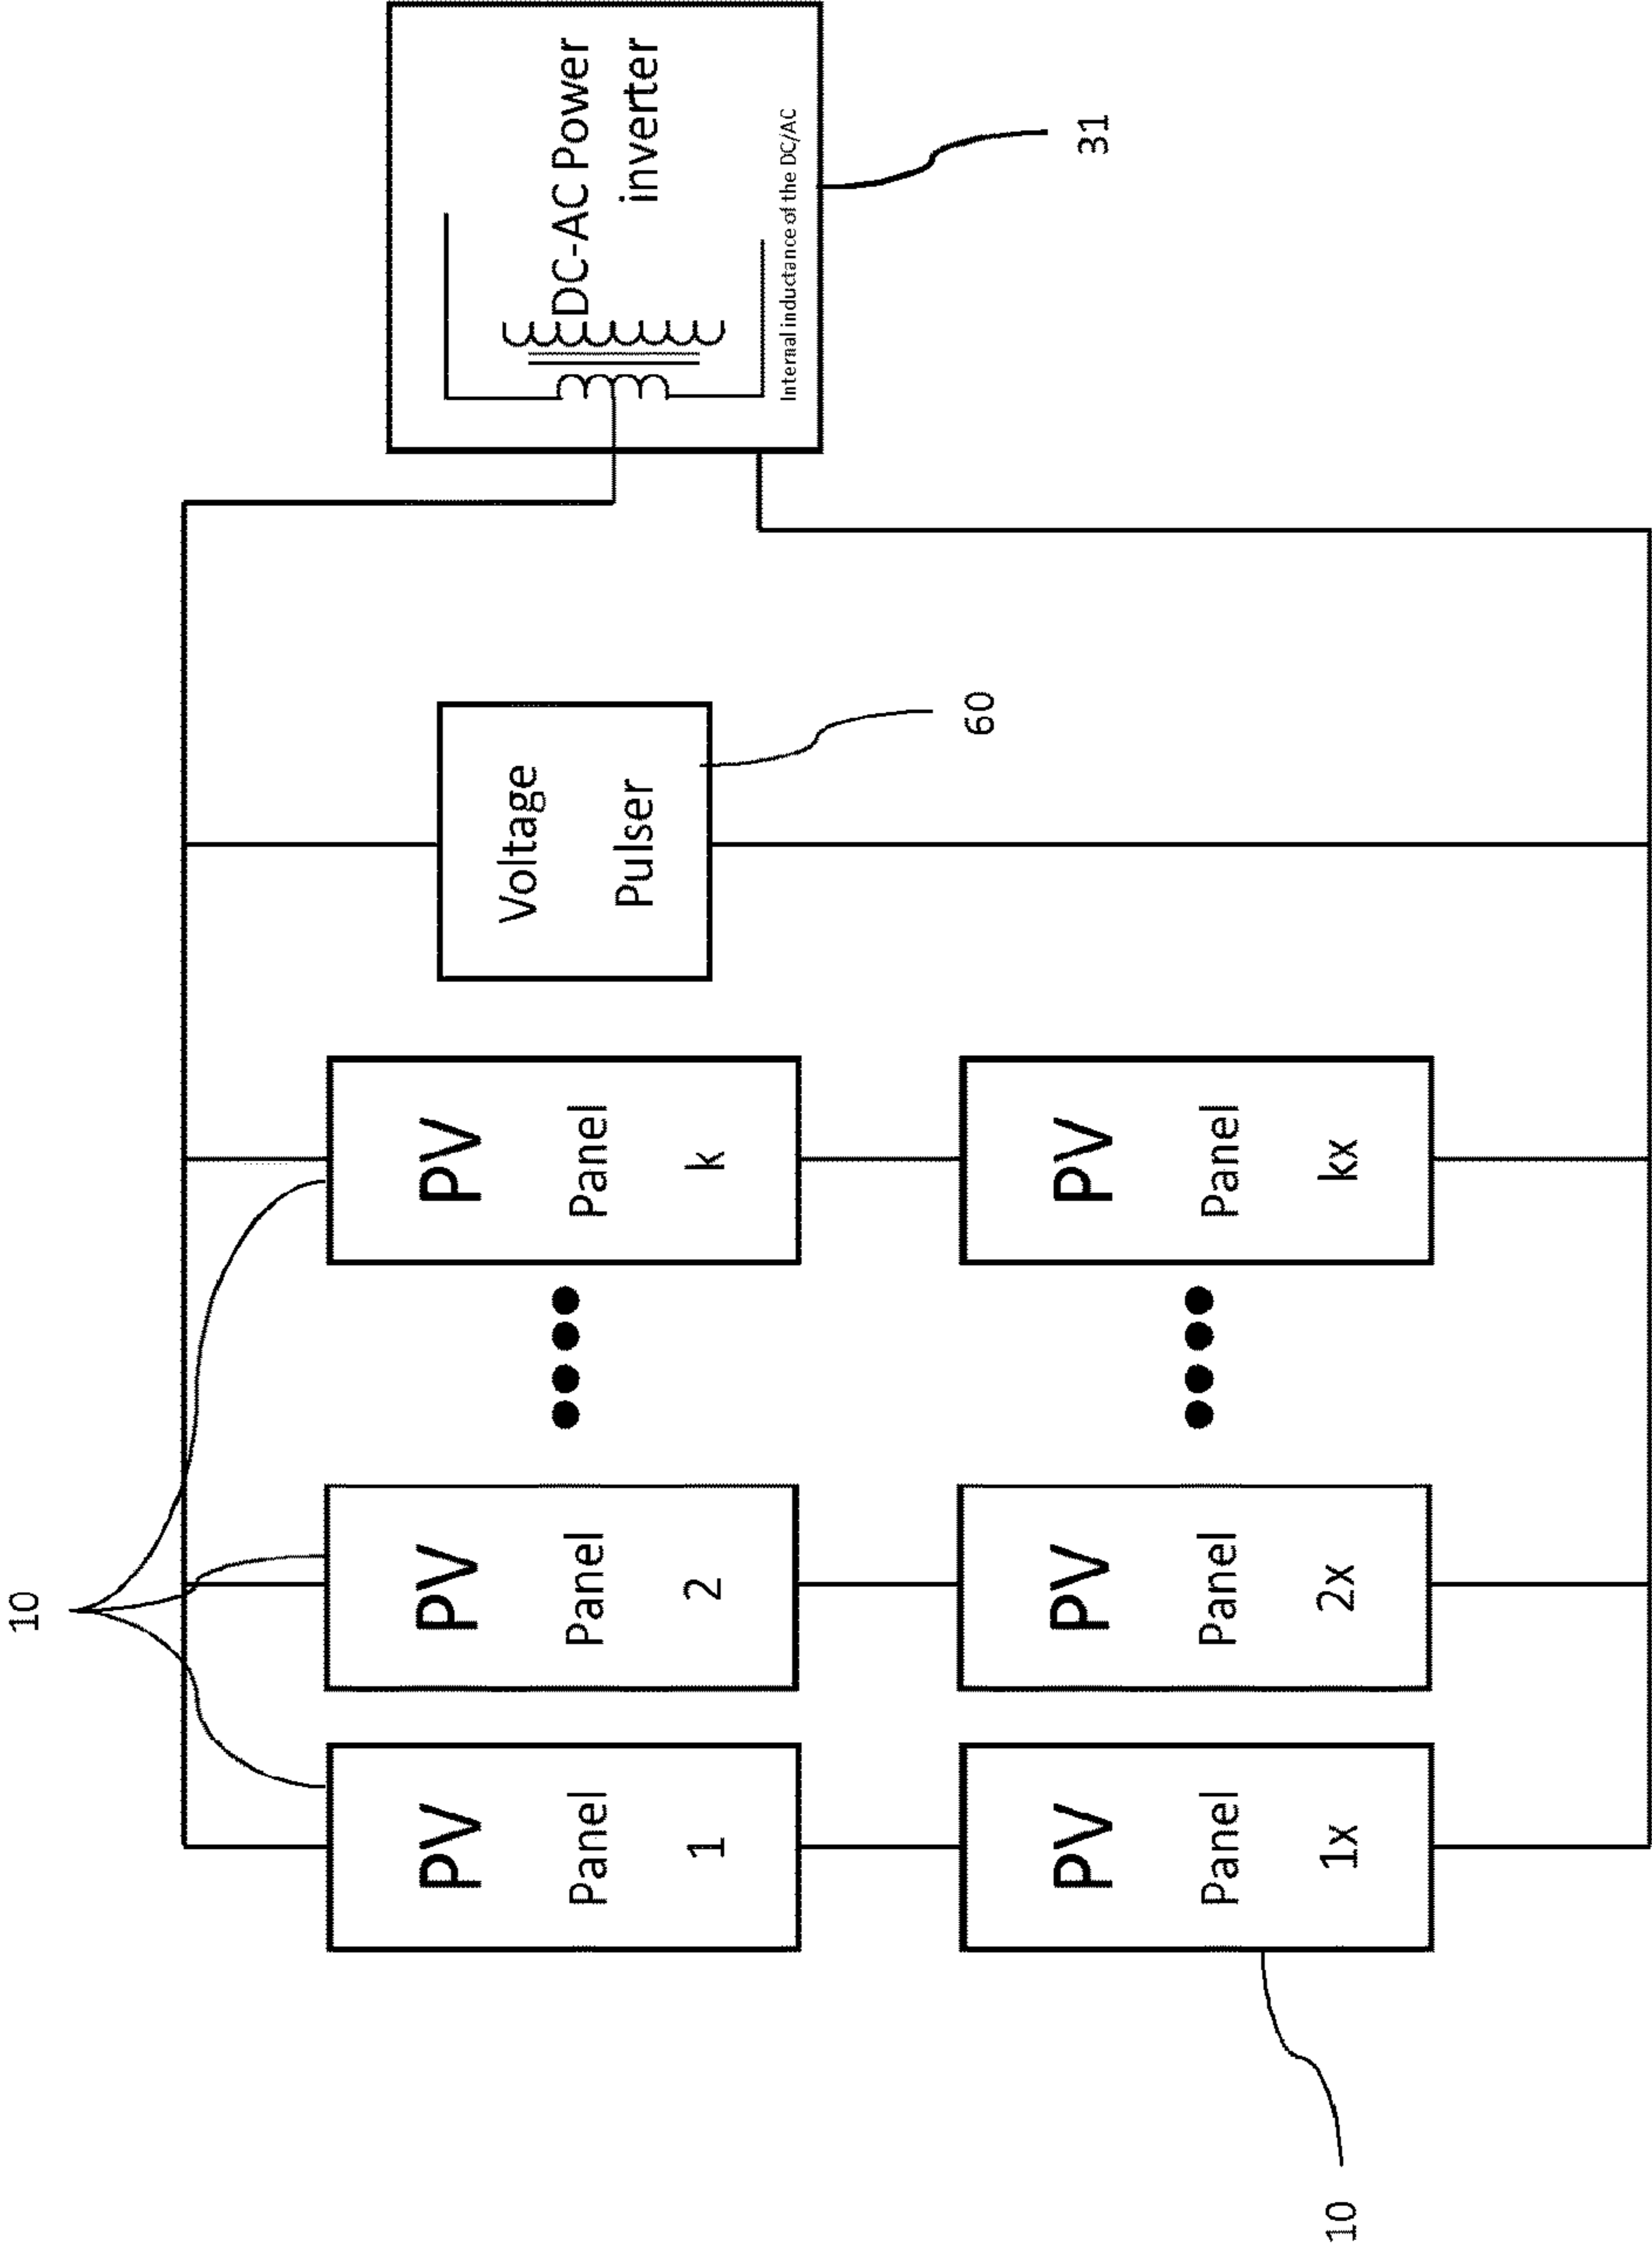 10
PV
Panel
1
PV
Panel
2
PV
Panel
k
Voltage
Pulser
60
DC-AC Power
inverter
Internal inductance of the DC/AC
31
10
PV
Panel
1x
PV
Panel
2x
PV
Panel
kx